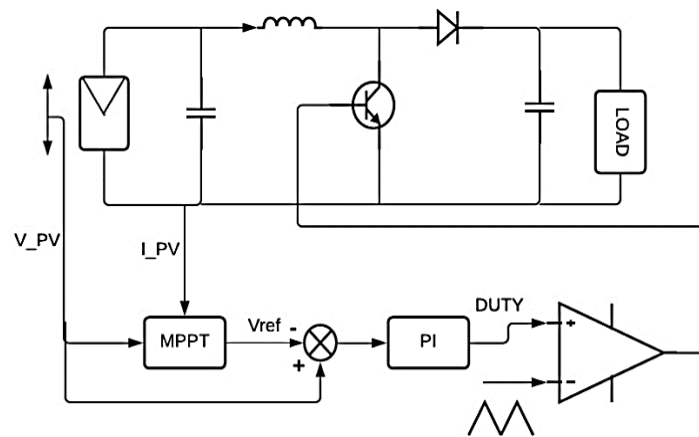 LOAD
V_PV
I_PV
DUTY
MPPT
Vref
-
+
PI
+
-